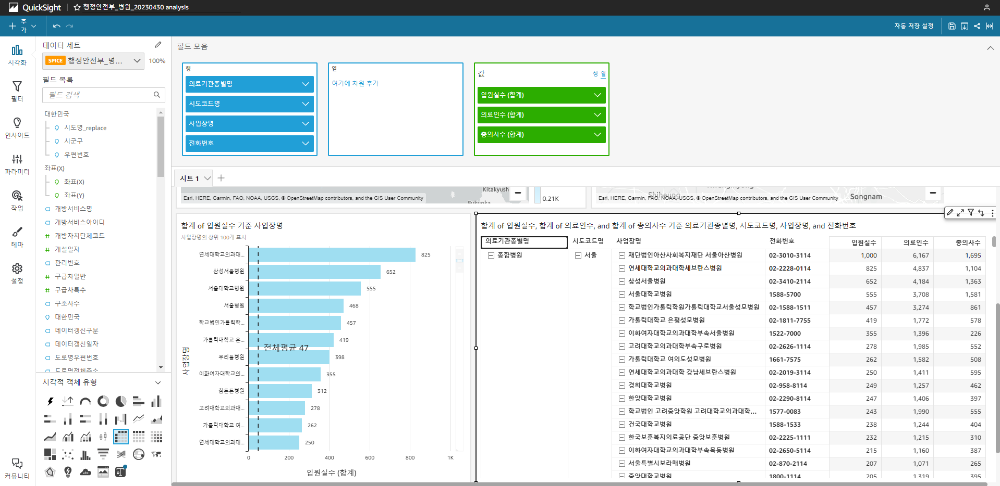 QuickSight
행정안전부_병원_20230430 analysis
추
가
자동 저장 설정
시각화
필터
인사이트
파라미터
작업
테마
설정
커뮤니티
데이터 세트
SPICE 행정안전부_병...
100%
필드 목록
필드 검색
대한민국
시도명_replace
시군구
우편번호
좌표(X)
좌표(X)
좌표(Y)
개방서비스명
개방서비스아이디
개방자치단체코드
개설일자
관리번호
구급차일반
구급차특수
구조사수
대한민국
데이터갱신구분
데이터갱신일자
도로명우편번호
도로명전체주소
시각적 객체 유형
필드 모음
행
의료기관종별명
시도코드명
사업장명
전화번호
열
여기에 차원 추가
값
행 열
입원실수 (합계)
의료인수 (합계)
총의사수 (합계)
시트 1
Kitakyush
Fukuoka
Esri, HERE, Garmin, FAO, NOAA, USGS, © OpenStreetMap contributors, and the GIS User Community
0.21K
Siheung
Songnam
Esri, HERE, Garmin, FAO, NOAA, USGS, © OpenStreetMap contributors, and the GIS User Community
합계 of 입원실수 기준 사업장명
사업장명의 상위 100개 표시
사업장명
연세대학교의과대... 825
삼성서울병원 652
서울대학교병원 555
서울병원 468
학교법인가톨릭학... 457
가톨릭대학교 은... 419
전체평균 47
우리들병원 398
이화여자대학교의... 355
참튼튼병원 312
고려대학교의과대... 278
가톨릭대학교 여... 262
연세대학교의과대... 250
0 200 400 600 800 1K
입원실수 (합계)
합계 of 입원실수, 합계 of 의료인수, and 합계 of 총의사수 기준 의료기관종별명, 시도코드명, 사업장명, and 전화번호
의료기관종별명 시도코드명 사업장명 전화번호 입원실수 의료인수 총의사수
종합병원 서울 재단법인아산사회복지재단 서울아산병원 02-3010-3114 1,000 6,167 1,695
연세대학교의과대학세브란스병원 02-2228-0114 825 4,837 1,104
삼성서울병원 02-3410-2114 652 4,184 1,363
서울대학교병원 1588-5700 555 3,708 1,581
학교법인가톨릭학원가톨릭대학교서울성모병원 02-1588-1511 457 3,274 861
가톨릭대학교 은평성모병원 02-1811-7755 419 1,772 578
이화여자대학교의과대학부속서울병원 1522-7000 355 1,396 226
고려대학교의과대학부속구로병원 02-2626-1114 278 1,985 552
가톨릭대학교 여의도성모병원 1661-7575 262 1,582 508
연세대학교의과대학 강남세브란스병원 02-2019-3114 250 1,411 595
경희대학교병원 02-958-8114 249 1,257 462
한양대학교병원 02-2290-8114 247 1,406 397
학교법인 고려중앙학원 고려대학교의과대학... 1577-0083 243 1,990 555
건국대학교병원 1588-1533 238 1,244 404
한국보훈복지의료공단 중앙보훈병원 02-2225-1111 232 1,215 310
이화여자대학교의과대학부속목동병원 02-2650-5114 215 1,160 387
서울특별시보라매병원 02-870-2114 207 1,071 265
중앙대학교병원 1800-1114 205 1,319 395